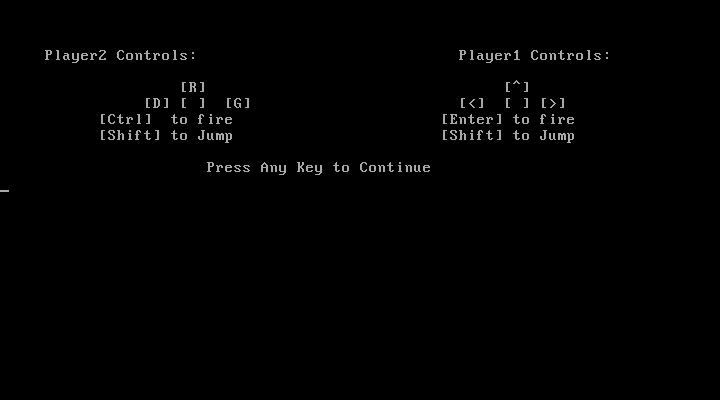 Player2 Controls: Player1 Controls:
[R] [^]
[D] [ ] [G] [<] [ ] [>]
[Ctrl] to fire [Enter] to fire
[Shift] to Jump [Shift] to Jump
Press Any Key to Continue